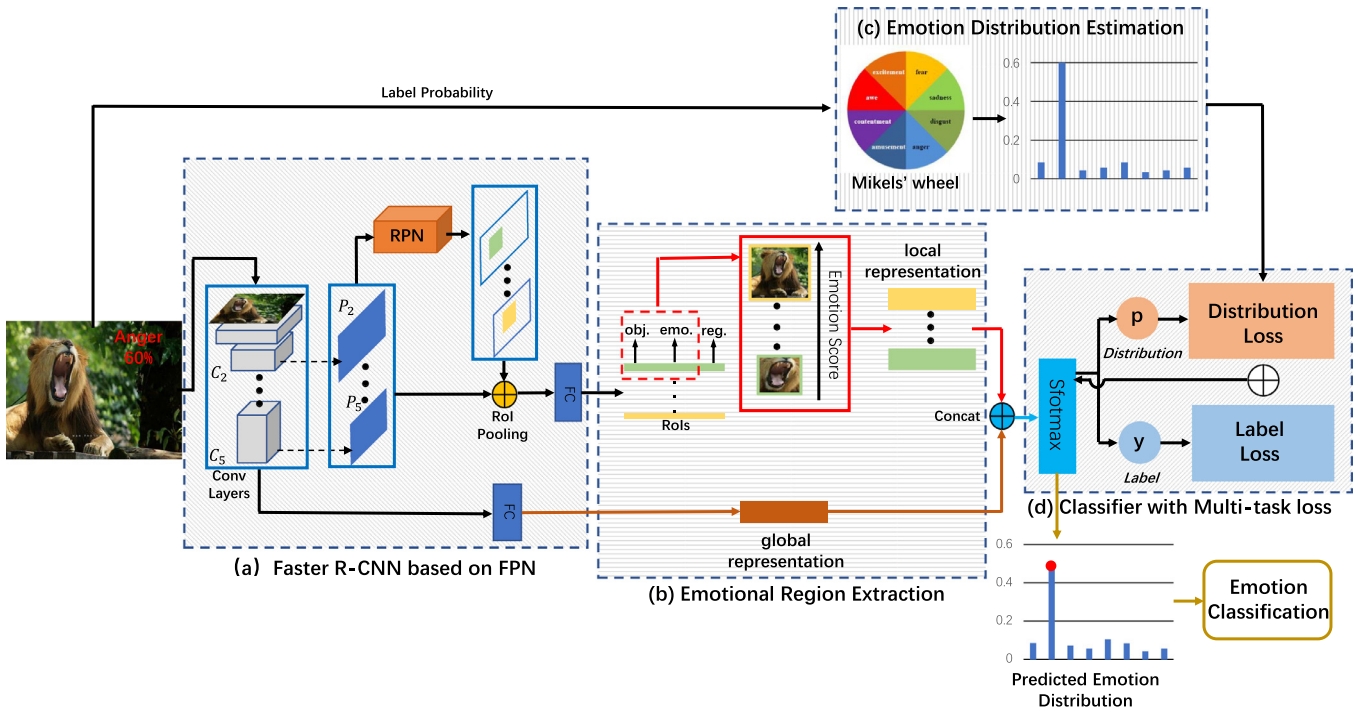 (c) Emotion Distribution Estimation
excitement
fear
awe
sadness
contentment
disgust
amusement
anger
Mikels' wheel
0.6
0.4
0.2
0
Label Probability
Anger
60%
C2
C5
Conv
Layers
P2
P5
RPN
RoI
Pooling
FC
FC
(a) Faster R-CNN based on FPN
obj.
emo.
reg.
RoIs
Emotion Score
local
representation
global
representation
Concat
(b) Emotional Region Extraction
Sfotmax
p
Distribution
Distribution
Loss
y
Label
Label
Loss
(d) Classifier with Multi-task loss
0.6
0.4
0.2
0
Predicted Emotion
Distribution
Emotion
Classification